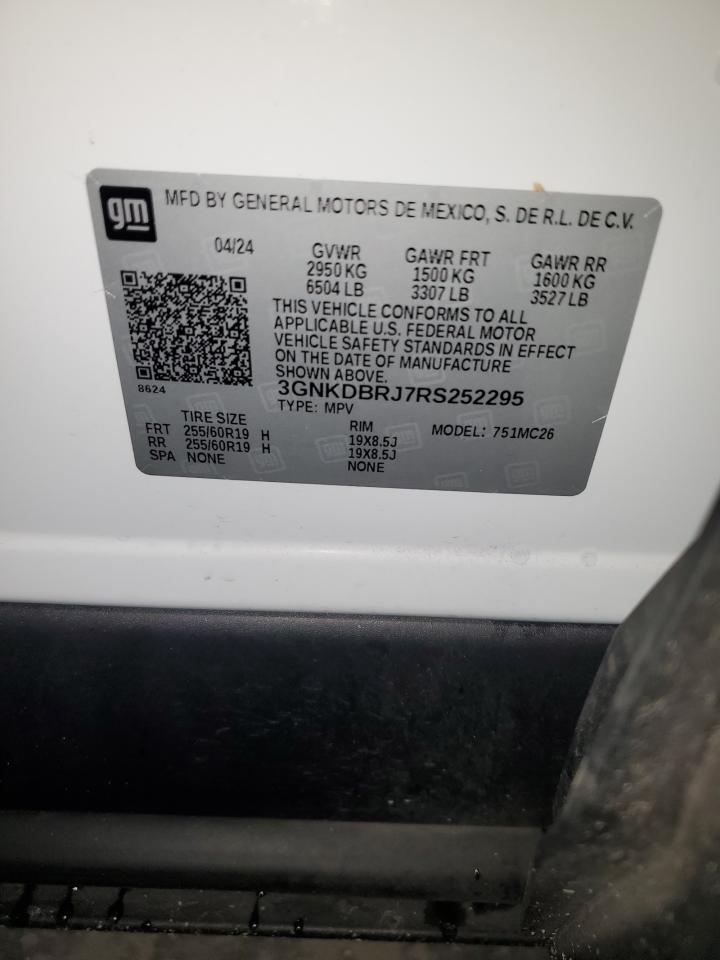 gm MFD BY GENERAL MOTORS DE MEXICO, S. DE R.L. DE C.V.
04/24 GVWR GAWR FRT GAWR RR
2950 KG 1500 KG 1600 KG
6504 LB 3307 LB 3527 LB
THIS VEHICLE CONFORMS TO ALL
APPLICABLE U.S. FEDERAL MOTOR
VEHICLE SAFETY STANDARDS IN EFFECT
ON THE DATE OF MANUFACTURE
SHOWN ABOVE.
8624 3GNKDBRJ7RS252295
TYPE: MPV
TIRE SIZE RIM MODEL: 751MC26
FRT 255/60R19 H 19X8.5J
RR 255/60R19 H 19X8.5J
SPA NONE NONE